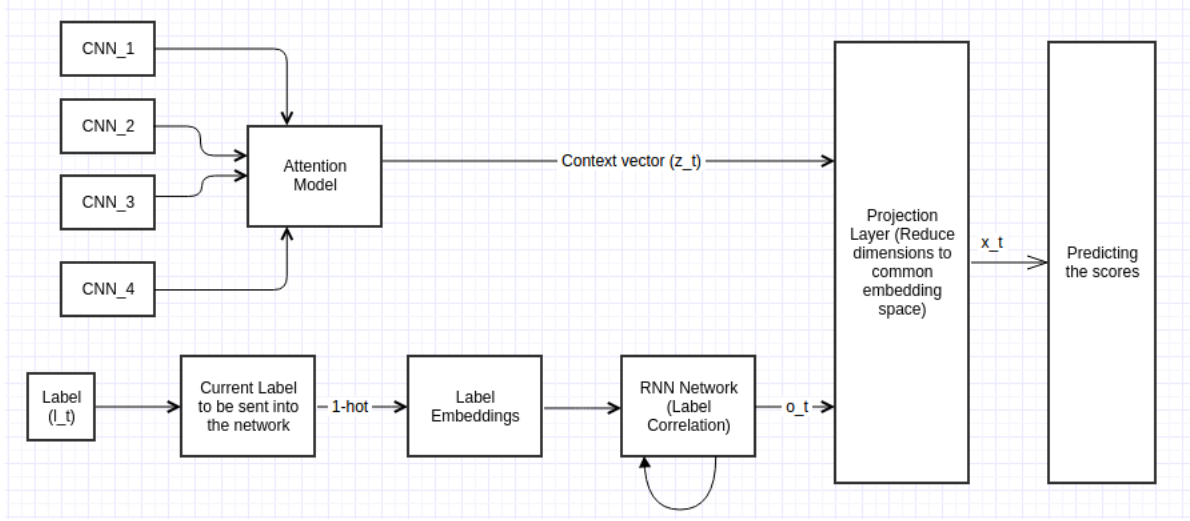 CNN_1
CNN_2
CNN_3
CNN_4
Attention
Model
Context vector (z_t)
Projection
Layer (Reduce
dimensions to
common
embedding
space)
x_t
Predicting
the scores
Label
(l_t)
Current Label
to be sent into
the network
1-hot
Label
Embeddings
RNN Network
(Label
Correlation)
o_t